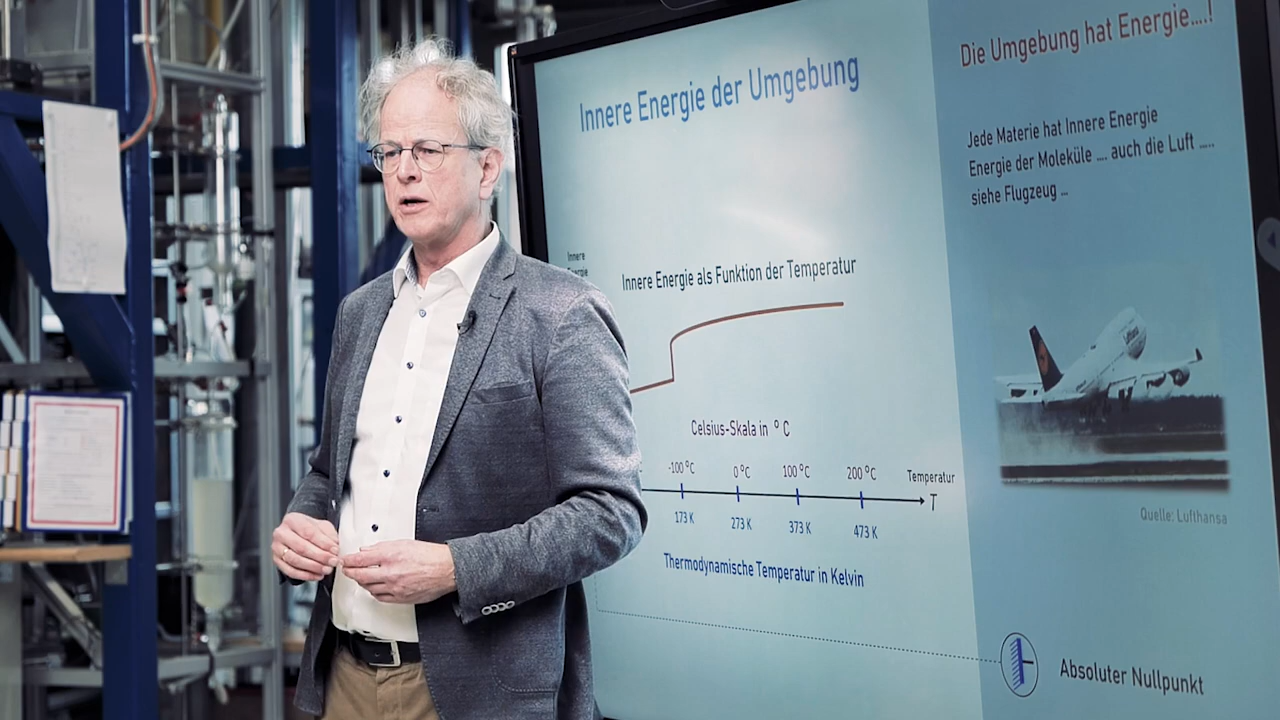 Innere Energie der Umgebung
Innere
Energie
Innere Energie als Funktion der Temperatur
Celsius-Skala in °C
-100 °C 0 °C 100 °C 200 °C Temperatur
T
173 K 273 K 373 K 473 K
Thermodynamische Temperatur in Kelvin
Die Umgebung hat Energie....!
Jede Materie hat Innere Energie
Energie der Moleküle .... auch die Luft .....
siehe Flugzeug ...
Quelle: Lufthansa
Absoluter Nullpunkt